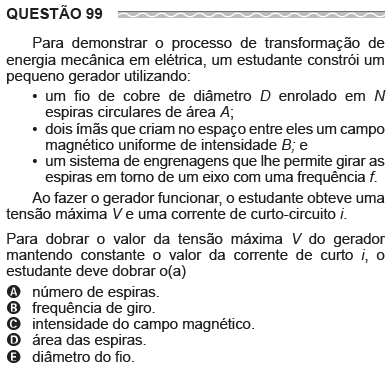 QUESTÃO 99
Para demonstrar o processo de transformação de
energia mecânica em elétrica, um estudante constrói um
pequeno gerador utilizando:
• um fio de cobre de diâmetro D enrolado em N
espiras circulares de área A;
• dois ímãs que criam no espaço entre eles um campo
magnético uniforme de intensidade B; e
• um sistema de engrenagens que lhe permite girar as
espiras em torno de um eixo com uma frequência f.
Ao fazer o gerador funcionar, o estudante obteve uma
tensão máxima V e uma corrente de curto-circuito i.
Para dobrar o valor da tensão máxima V do gerador
mantendo constante o valor da corrente de curto i, o
estudante deve dobrar o(a)
A número de espiras.
B frequência de giro.
C intensidade do campo magnético.
D área das espiras.
E diâmetro do fio.